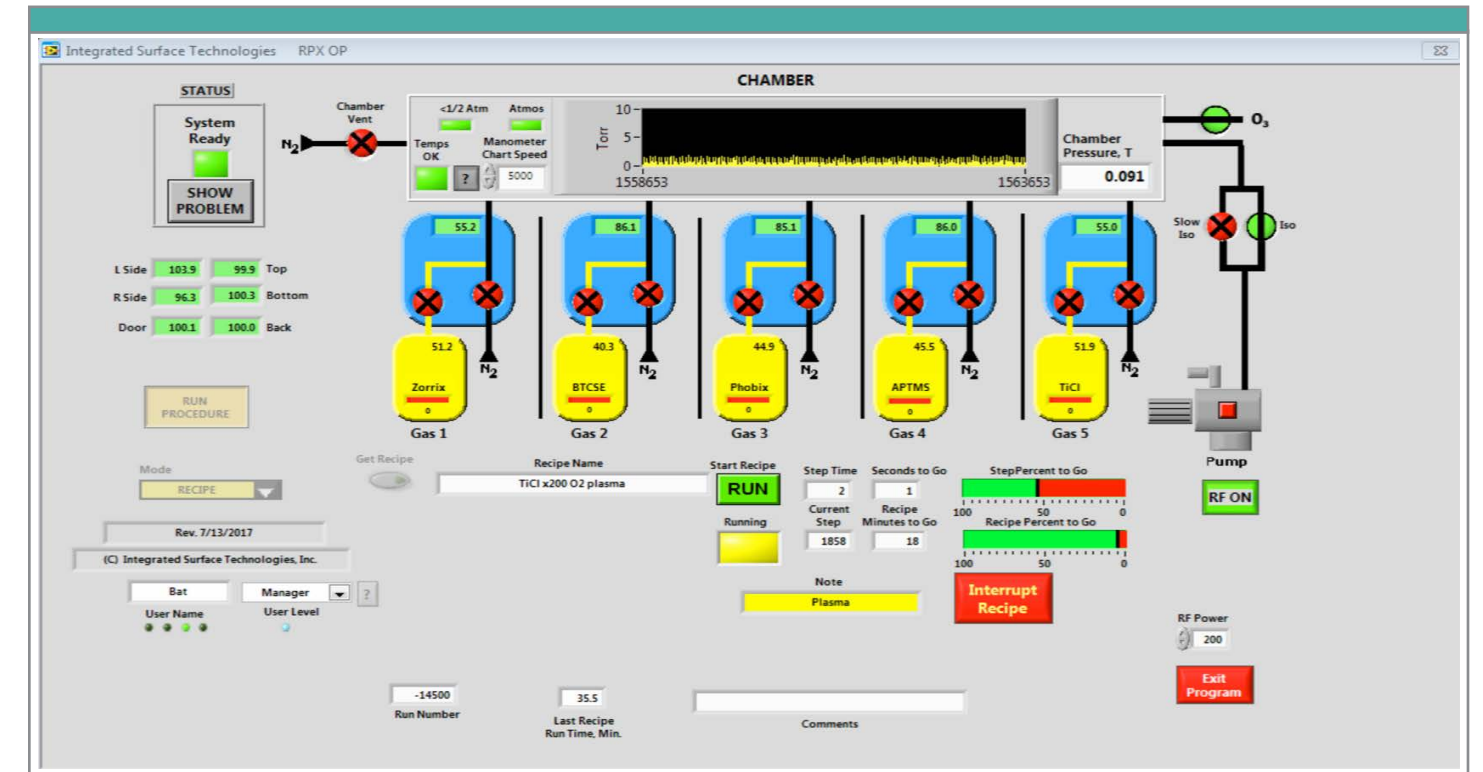 Integrated Surface Technologies RPX OP
CHAMBER
STATUS
System
Ready
SHOW
PROBLEM
Chamber
Vent
N2
<1/2 Atm
Atmos
Temps
OK
?
Manometer
Chart Speed
5000
Torr
10
5
0
1558653
1563653
Chamber
Pressure, T
0.091
O3
Slow
Iso
Iso
L Side 103.9 99.9 Top
R Side 96.3 100.3 Bottom
Door 100.1 100.0 Back
55.2
86.1
85.1
86.0
55.0
51.2
40.3
44.9
45.5
51.9
N2
N2
N2
N2
N2
Zorrix
BTCSE
Phobix
APTMS
TiCl
0
0
0
0
0
Gas 1
Gas 2
Gas 3
Gas 4
Gas 5
Pump
RF ON
RUN
PROCEDURE
Mode
RECIPE
Get Recipe
Recipe Name
TiCl x200 O2 plasma
Start Recipe
RUN
Running
Step Time
2
Seconds to Go
1
Current
Step
1858
Recipe
Minutes to Go
18
StepPercent to Go
100 50 0
Recipe Percent to Go
100 50 0
Note
Plasma
Interrupt
Recipe
Rev. 7/13/2017
(C) Integrated Surface Technologies, Inc.
Bat
User Name
Manager
User Level
?
RF Power
200
Exit
Program
-14500
Run Number
35.5
Last Recipe
Run Time, Min.
Comments